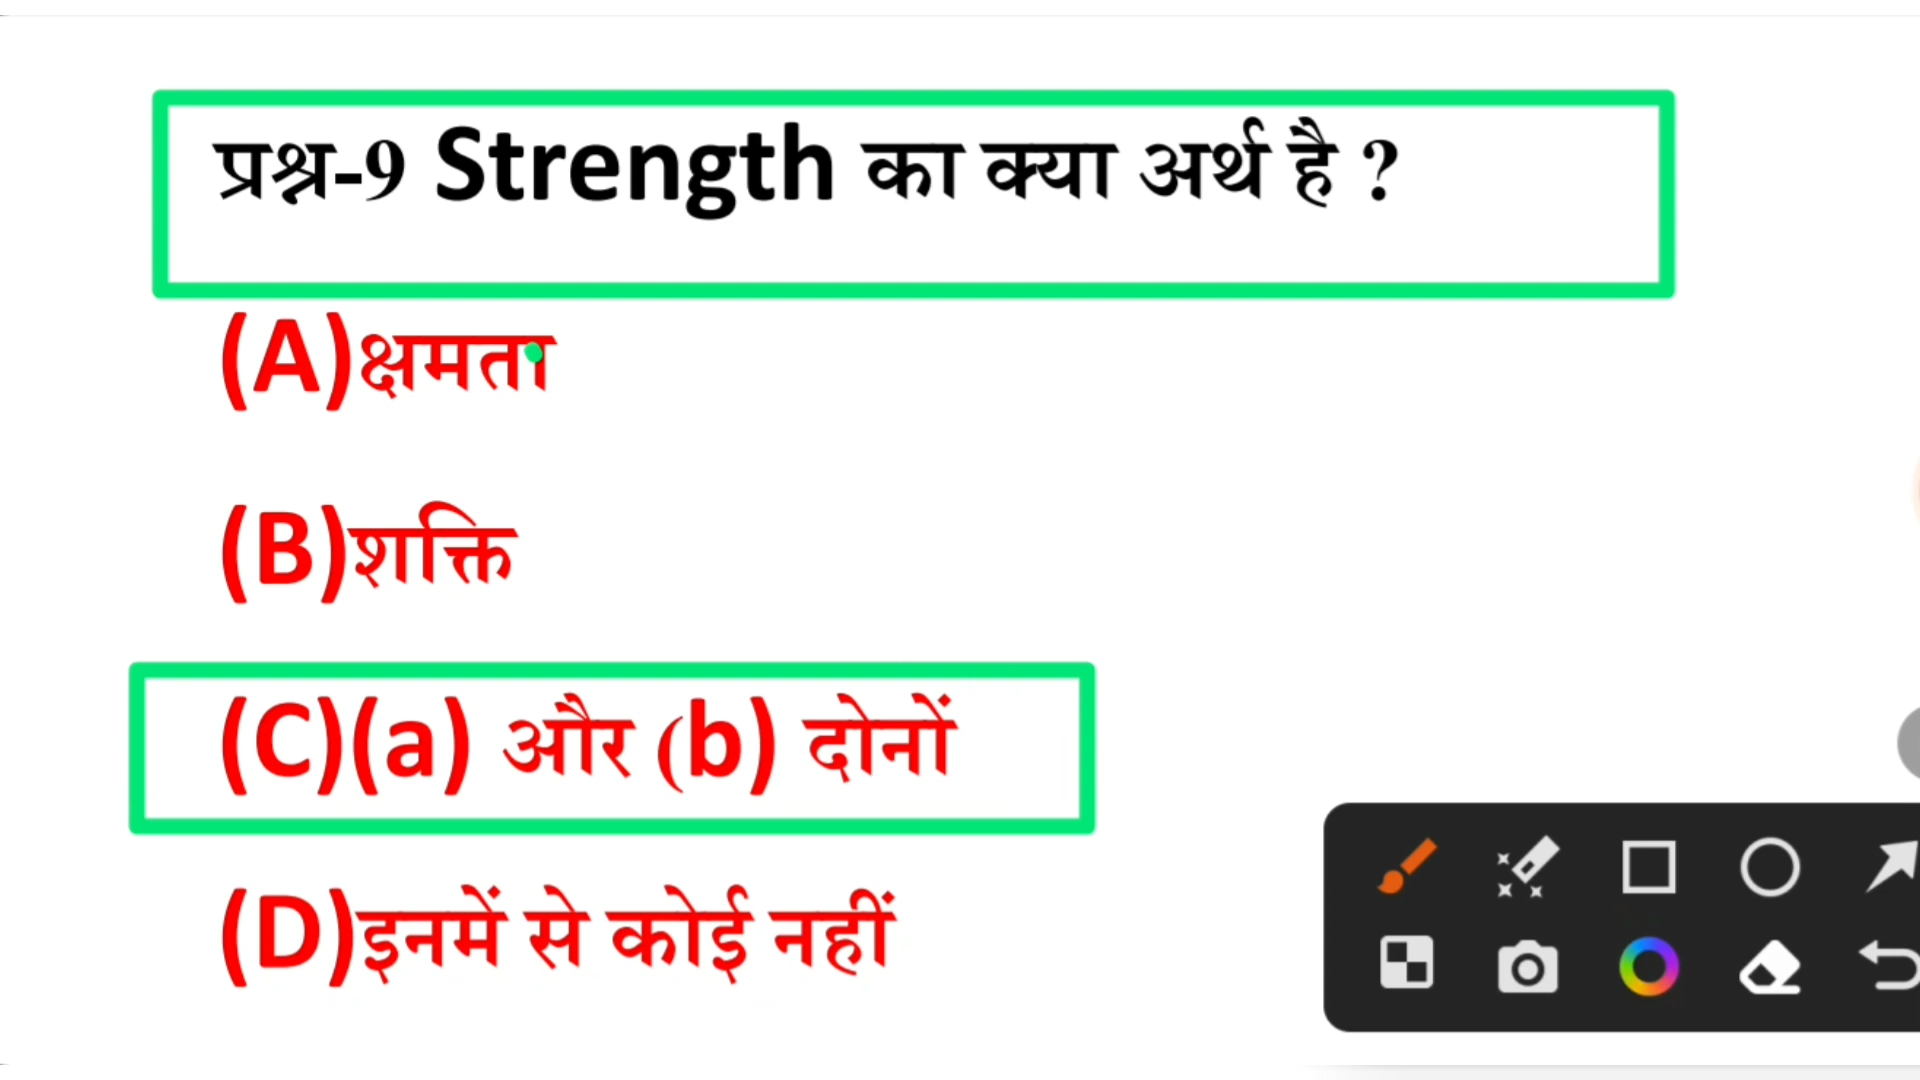 प्रश्न-9 Strength का क्या अर्थ है ?
(A)क्षमता
(B)शक्ति
(C)(a) और (b) दोनों
(D)इनमें से कोई नहीं